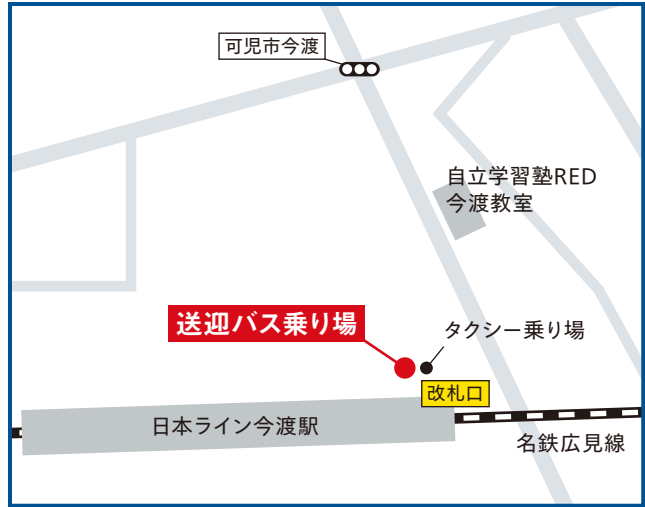 可児市今渡
自立学習塾RED
今渡教室
送迎バス乗り場
タクシー乗り場
改札口
日本ライン今渡駅
名鉄広見線